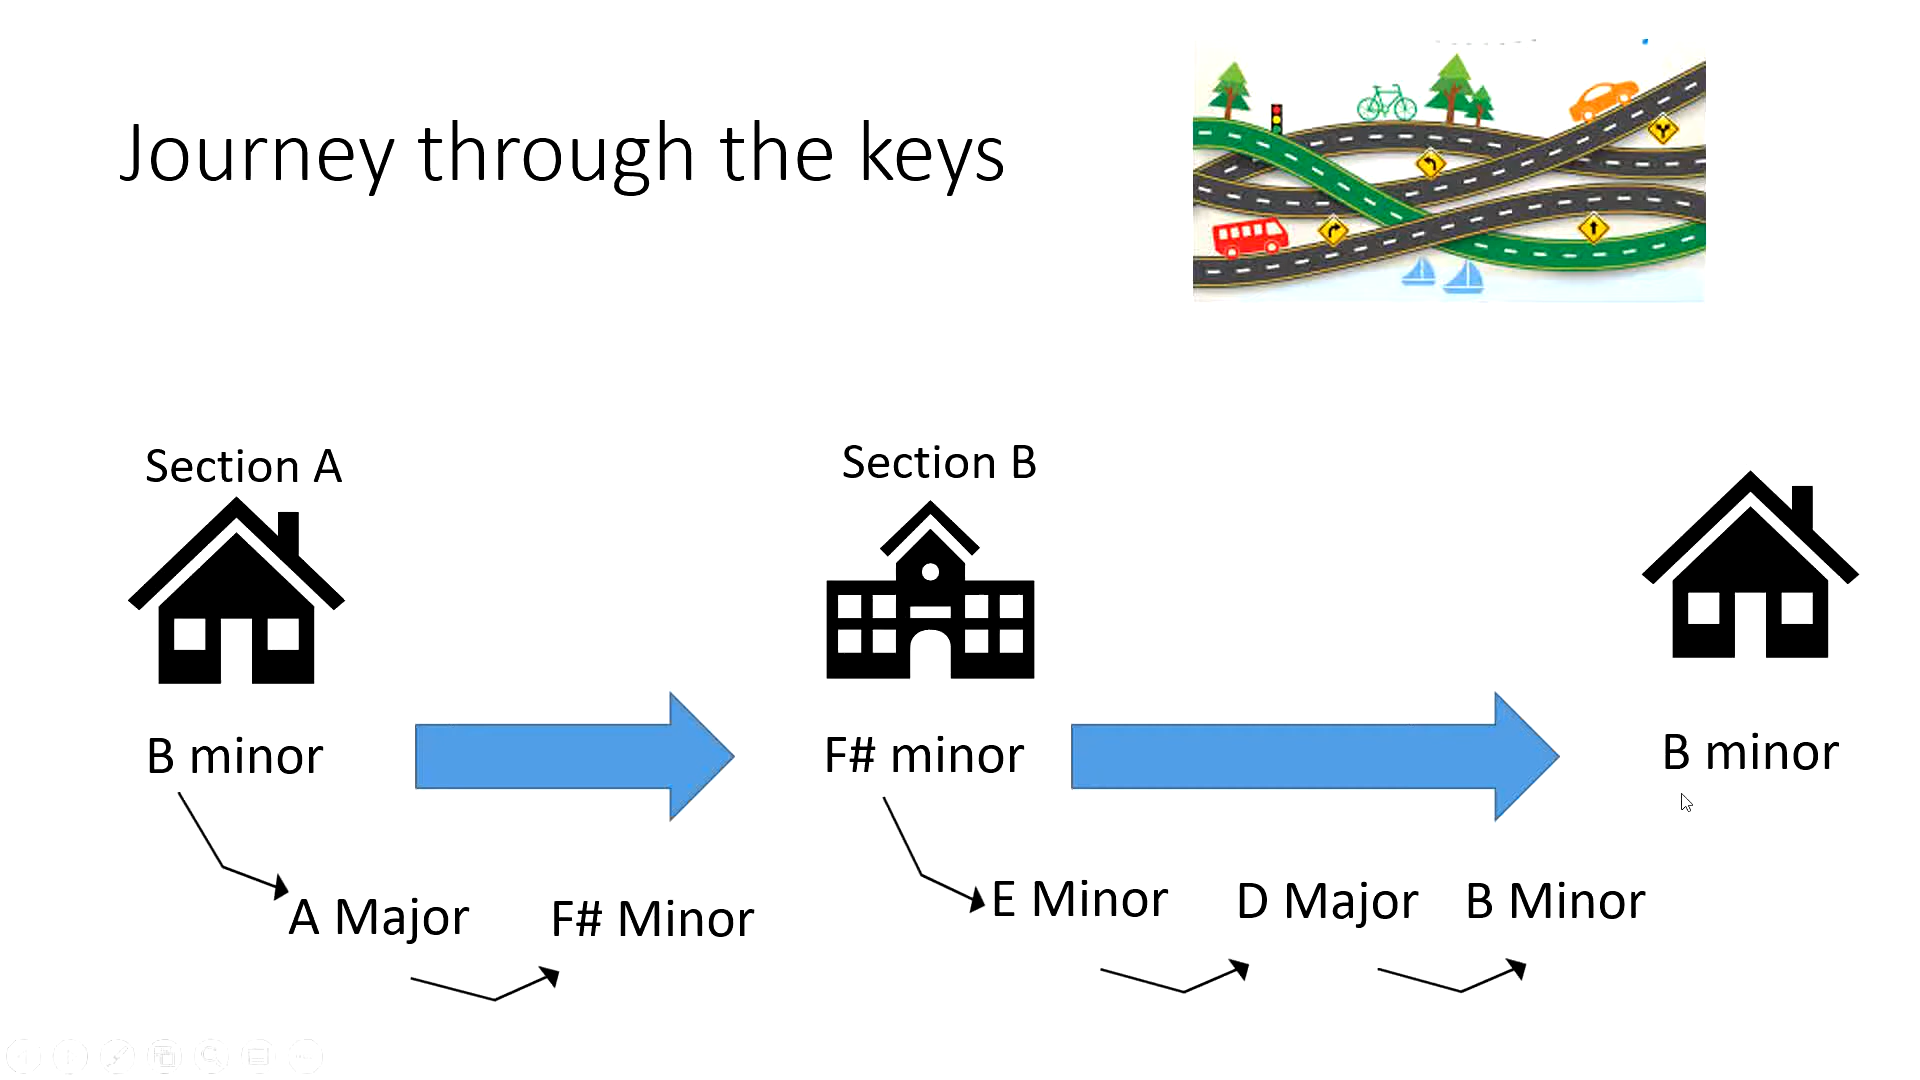 Journey through the keys
Section A
Section B
B minor
F# minor
B minor
A Major
F# Minor
E Minor
D Major
B Minor